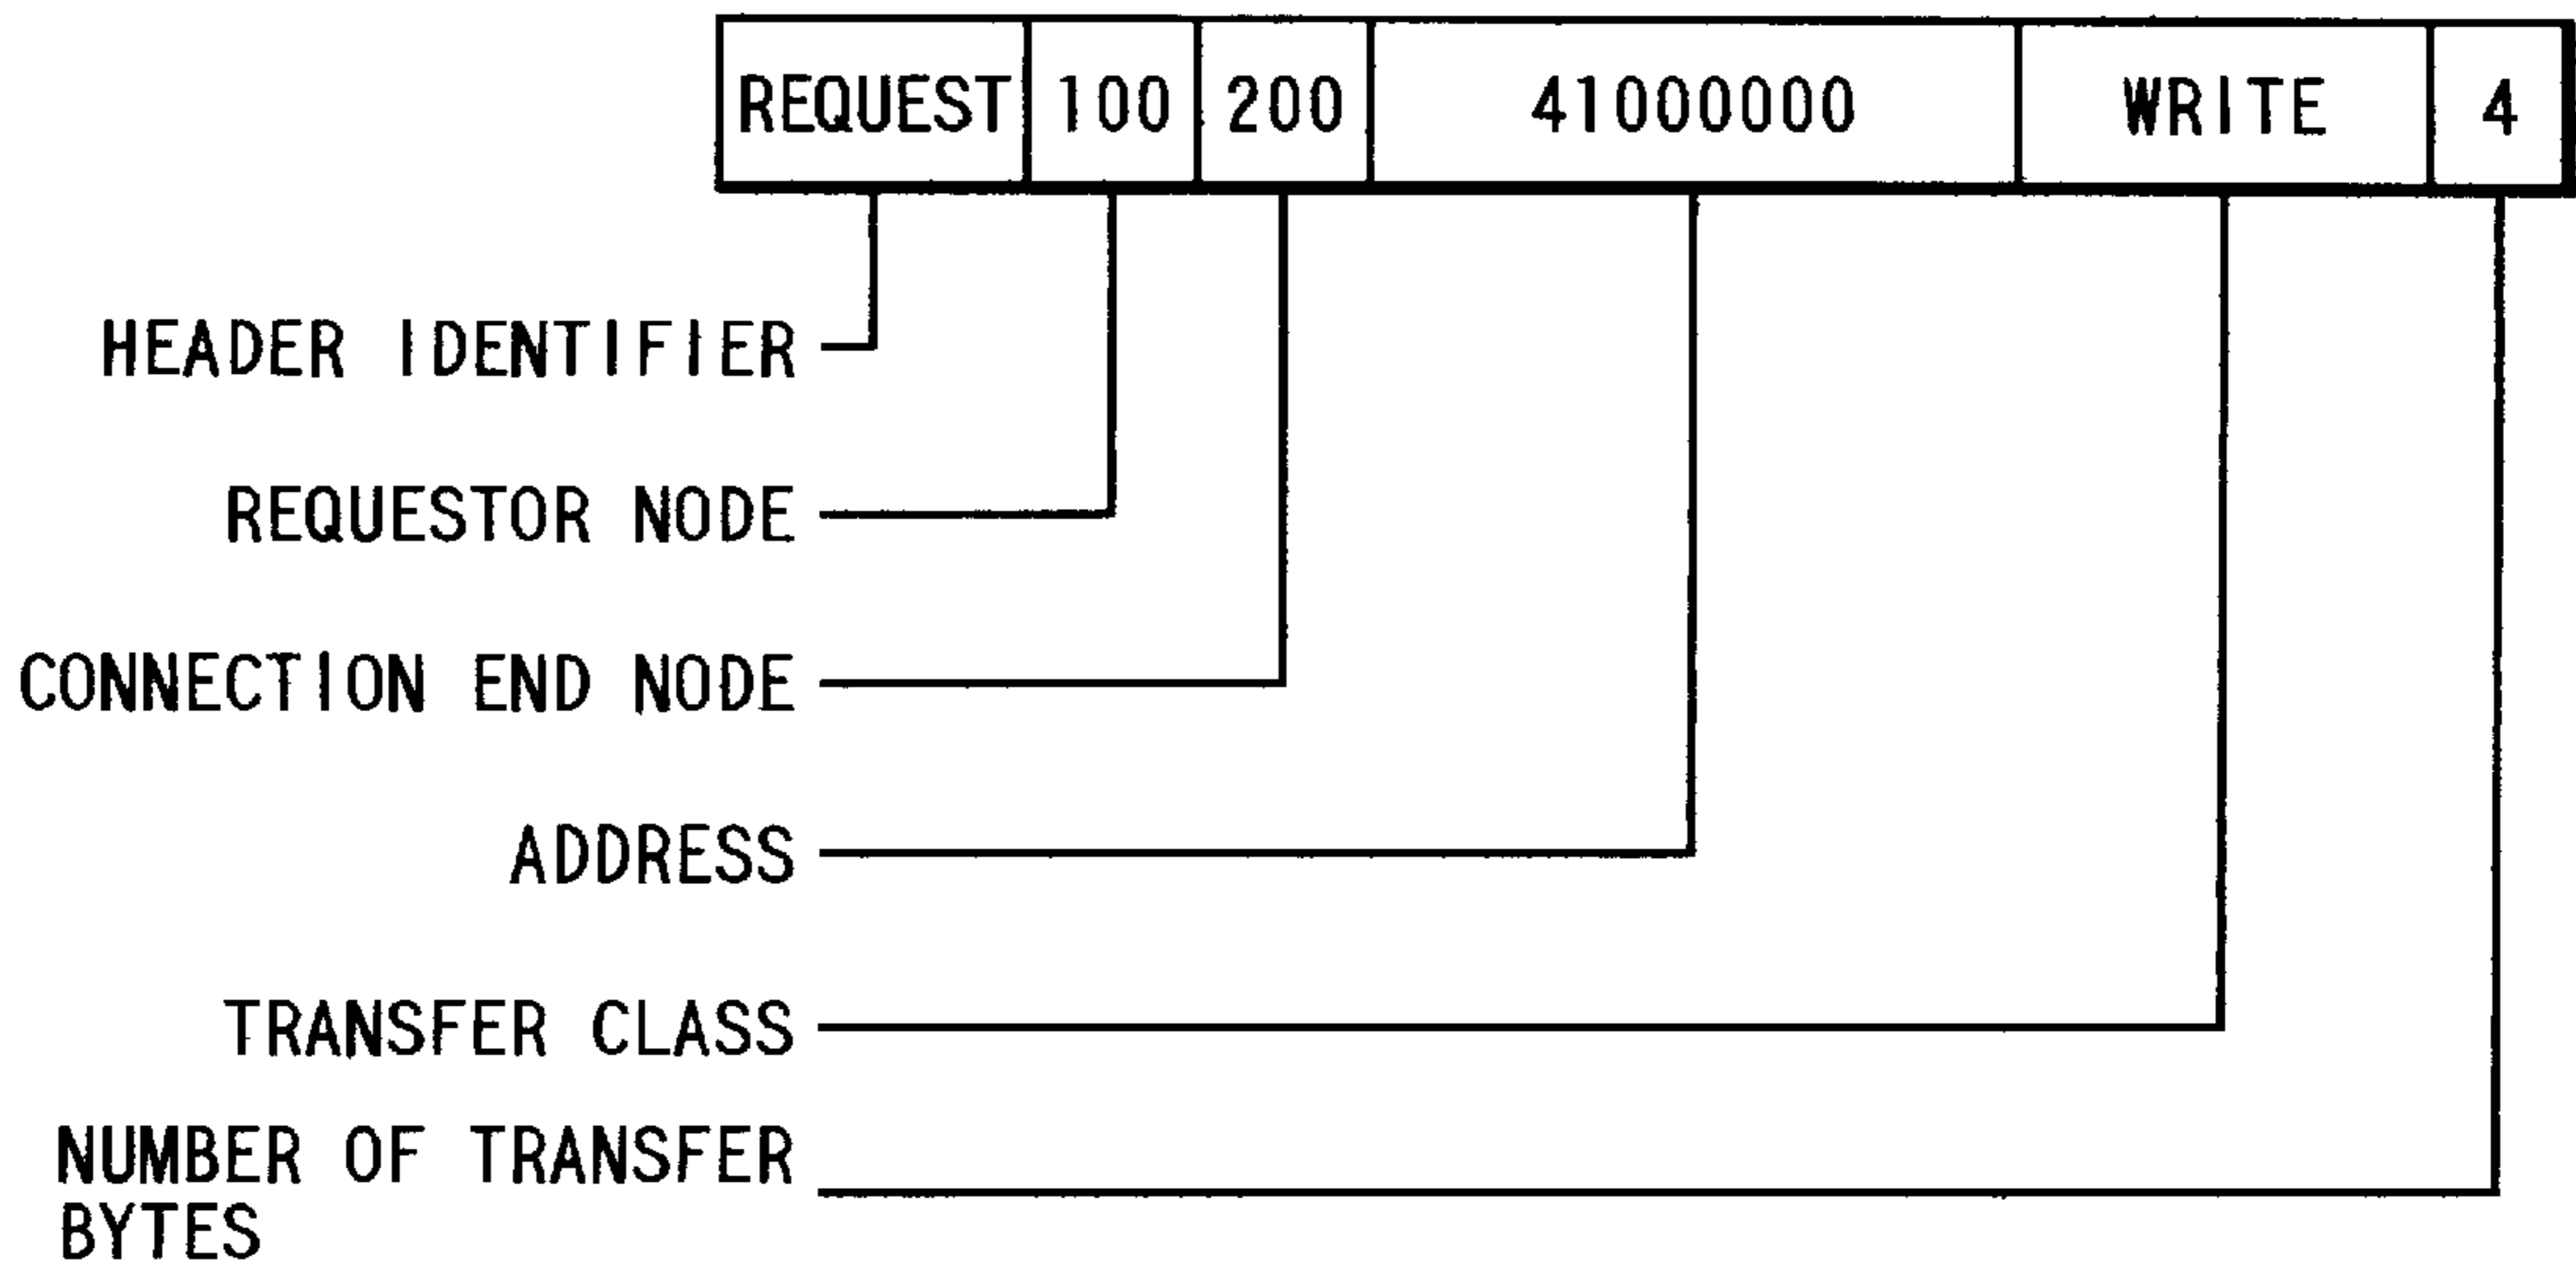 REQUEST 100 200 41000000 WRITE 4
HEADER IDENTIFIER
REQUESTOR NODE
CONNECTION END NODE
ADDRESS
TRANSFER CLASS
NUMBER OF TRANSFER
BYTES